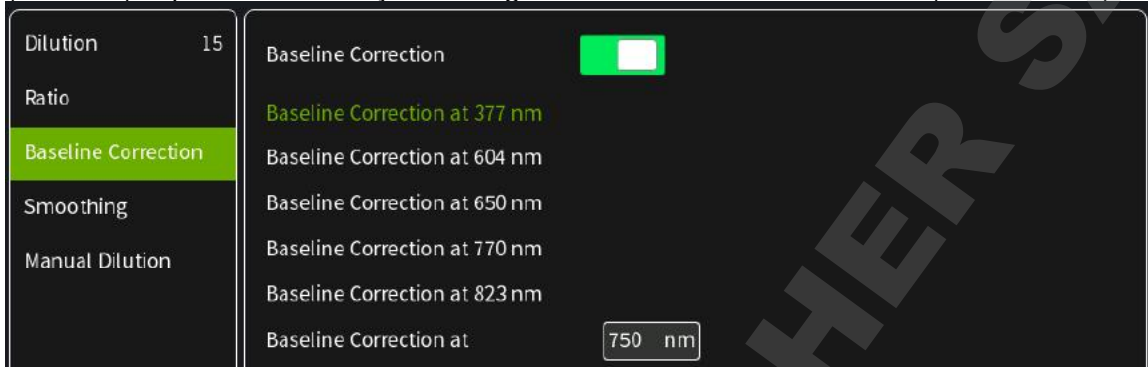 Dilution 15
Ratio
Baseline Correction
Smoothing
Manual Dilution
Baseline Correction
Baseline Correction at 377 nm
Baseline Correction at 604 nm
Baseline Correction at 650 nm
Baseline Correction at 770 nm
Baseline Correction at 823 nm
Baseline Correction at 750 nm